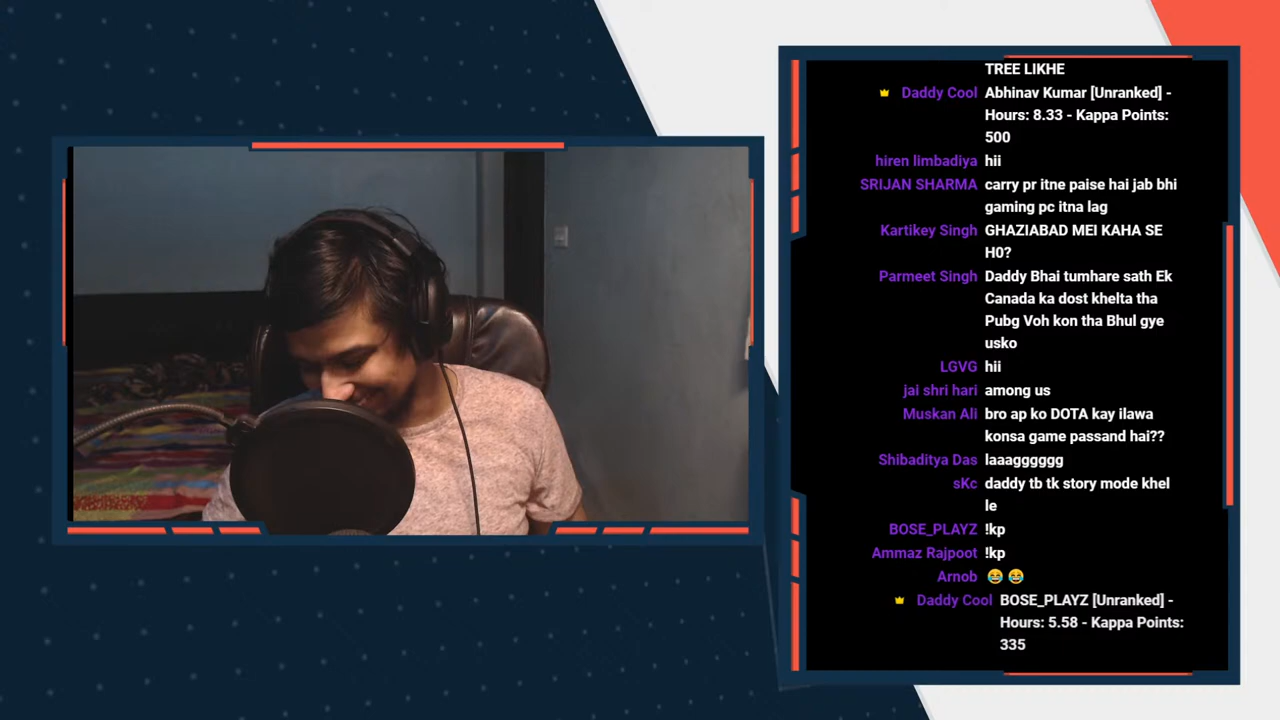 TREE LIKHE
Daddy Cool Abhinav Kumar [Unranked] -
Hours: 8.33 - Kappa Points:
500
hiren limbadiya hii
SRIJAN SHARMA carry pr itne paise hai jab bhi
gaming pc itna lag
Kartikey Singh GHAZIABAD MEI KAHA SE
H0?
Parmeet Singh Daddy Bhai tumhare sath Ek
Canada ka dost khelta tha
Pubg Voh kon tha Bhul gye
usko
LGVG hii
jai shri hari among us
Muskan Ali bro ap ko DOTA kay ilawa
konsa game passand hai??
Shibaditya Das laaagggggg
sKc daddy tb tk story mode khel
le
BOSE_PLAYZ !kp
Ammaz Rajpoot !kp
Arnob 😂 😂
Daddy Cool BOSE_PLAYZ [Unranked] -
Hours: 5.58 - Kappa Points:
335